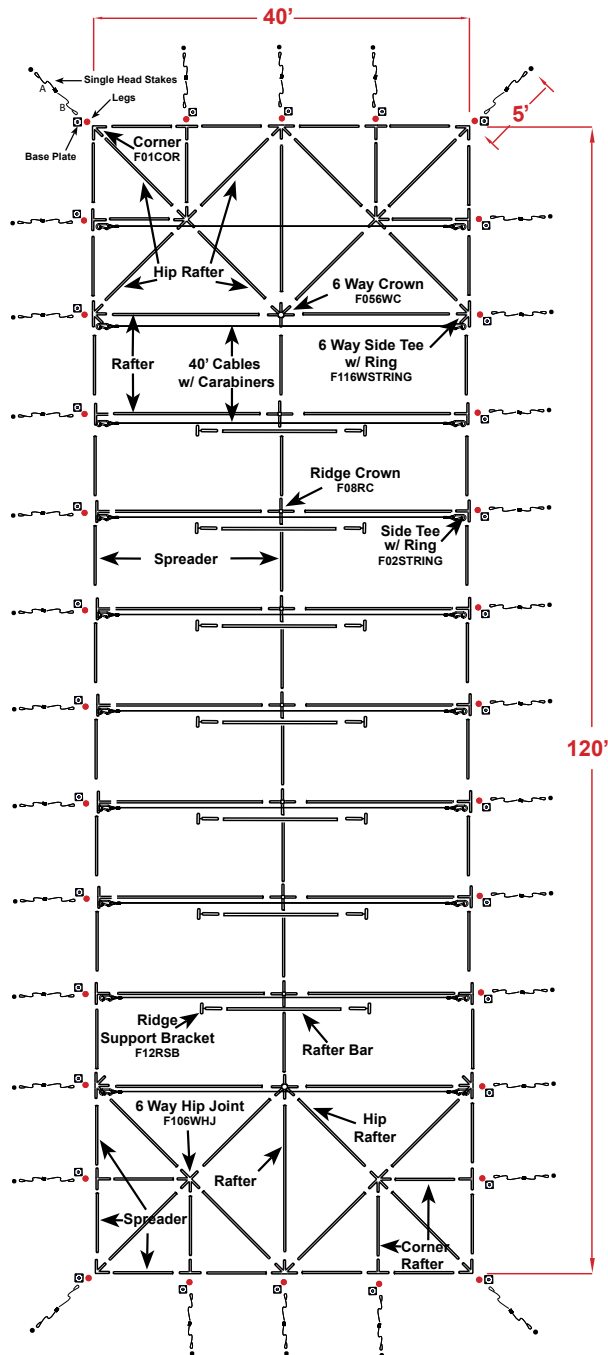 40’
Single Head Stakes
A
B
Legs
5’
Base Plate
Corner
F01COR
Hip Rafter
6 Way Crown
F056WC
Rafter
40’ Cables
w/ Carabiners
6 Way Side Tee
w/ Ring
F116WSTRING
Ridge Crown
F08RC
Side Tee
w/ Ring
F02STRING
Spreader
120’
Ridge
Support Bracket
F12RSB
Rafter Bar
6 Way Hip Joint
F106WHJ
Hip
Rafter
Rafter
Spreader
Corner
Rafter